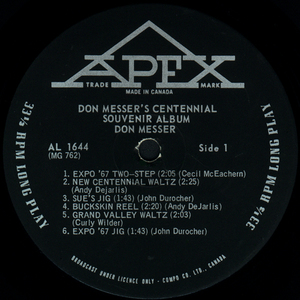 APEX
TRADE MARK
MADE IN CANADA
DON MESSER'S CENTENNIAL
SOUVENIR ALBUM
DON MESSER
AL 1644
(MG 762)
Side 1
33⅓ RPM LONG PLAY
33⅓ RPM LONG PLAY
1. EXPO '67 TWO-STEP (2:05) (Cecil McEachern)
2. NEW CENTENNIAL WALTZ (2:25)
(Andy DeJarlis)
3. SUE'S JIG (1:43) (John Durocher)
4. BUCKSKIN REEL (2:20) (Andy DeJarlis)
5. GRAND VALLEY WALTZ (2:03)
(Curly Wilder)
6. EXPO '67 JIG (1:43) (John Durocher)
BROADCAST UNDER LICENCE ONLY - COMPO CO. LTD., CANADA